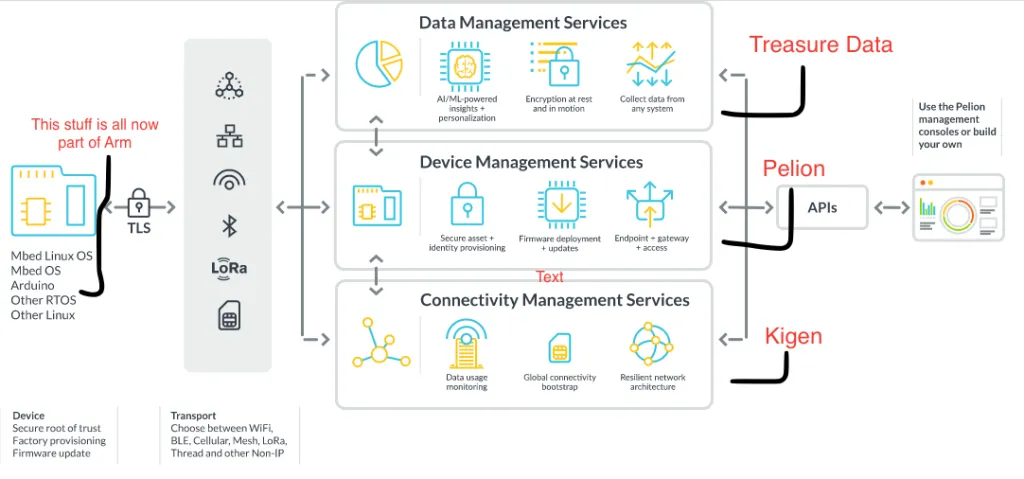 Data Management Services
AI/ML-powered
insights +
personalization
Encryption at rest
and in motion
Collect data from
any system
Treasure Data
This stuff is all now
part of Arm
TLS
Mbed Linux OS
Mbed OS
Arduino
Other RTOS
Other Linux
LoRa
Device Management Services
Secure asset +
identity provisioning
Firmware deployment
+ updates
Endpoint + gateway
+ access
Pelion
APIs
Use the Pelion
management
consoles or build
your own
Text
Connectivity Management Services
Data usage
monitoring
Global connectivity
bootstrap
Resilient network
architecture
Kigen
Device
Secure root of trust
Factory provisioning
Firmware update
Transport
Choose between WiFi,
BLE, Cellular, Mesh, LoRa,
Thread and other Non-IP